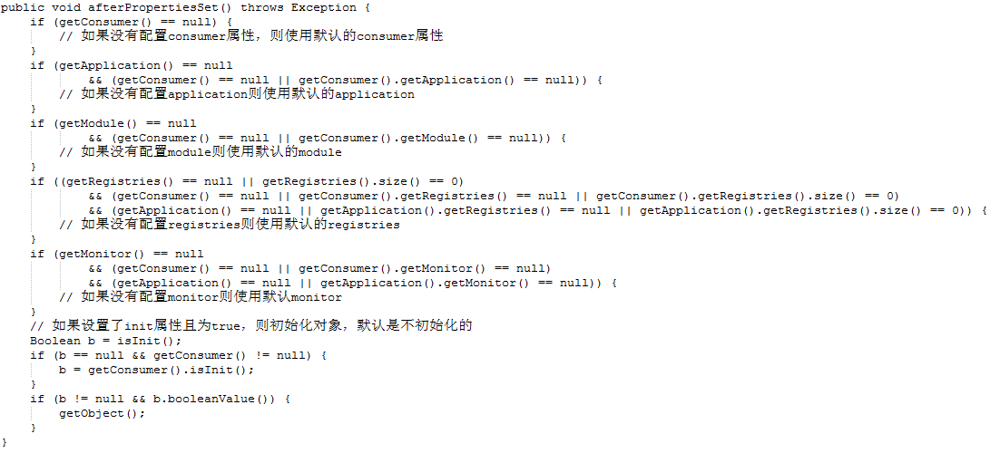 public void afterPropertiesSet() throws Exception {
    if (getConsumer() == null) {
        // 如果没有配置consumer属性，则使用默认的consumer属性
    }
    if (getApplication() == null
            && (getConsumer() == null || getConsumer().getApplication() == null)) {
        // 如果没有配置application则使用默认的application
    }
    if (getModule() == null
            && (getConsumer() == null || getConsumer().getModule() == null)) {
        // 如果没有配置module则使用默认的module
    }
    if ((getRegistries() == null || getRegistries().size() == 0)
            && (getConsumer() == null || getConsumer().getRegistries() == null || getConsumer().getRegistries().size() == 0)
            && (getApplication() == null || getApplication().getRegistries() == null || getApplication().getRegistries().size() == 0)) {
        // 如果没有配置registries则使用默认的registries
    }
    if (getMonitor() == null
            && (getConsumer() == null || getConsumer().getMonitor() == null)
            && (getApplication() == null || getApplication().getMonitor() == null)) {
        // 如果没有配置monitor则使用默认monitor
    }
    // 如果设置了init属性且为true，则初始化对象，默认是不初始化的
    Boolean b = isInit();
    if (b == null && getConsumer() != null) {
        b = getConsumer().isInit();
    }
    if (b != null && b.booleanValue()) {
        getObject();
    }
}